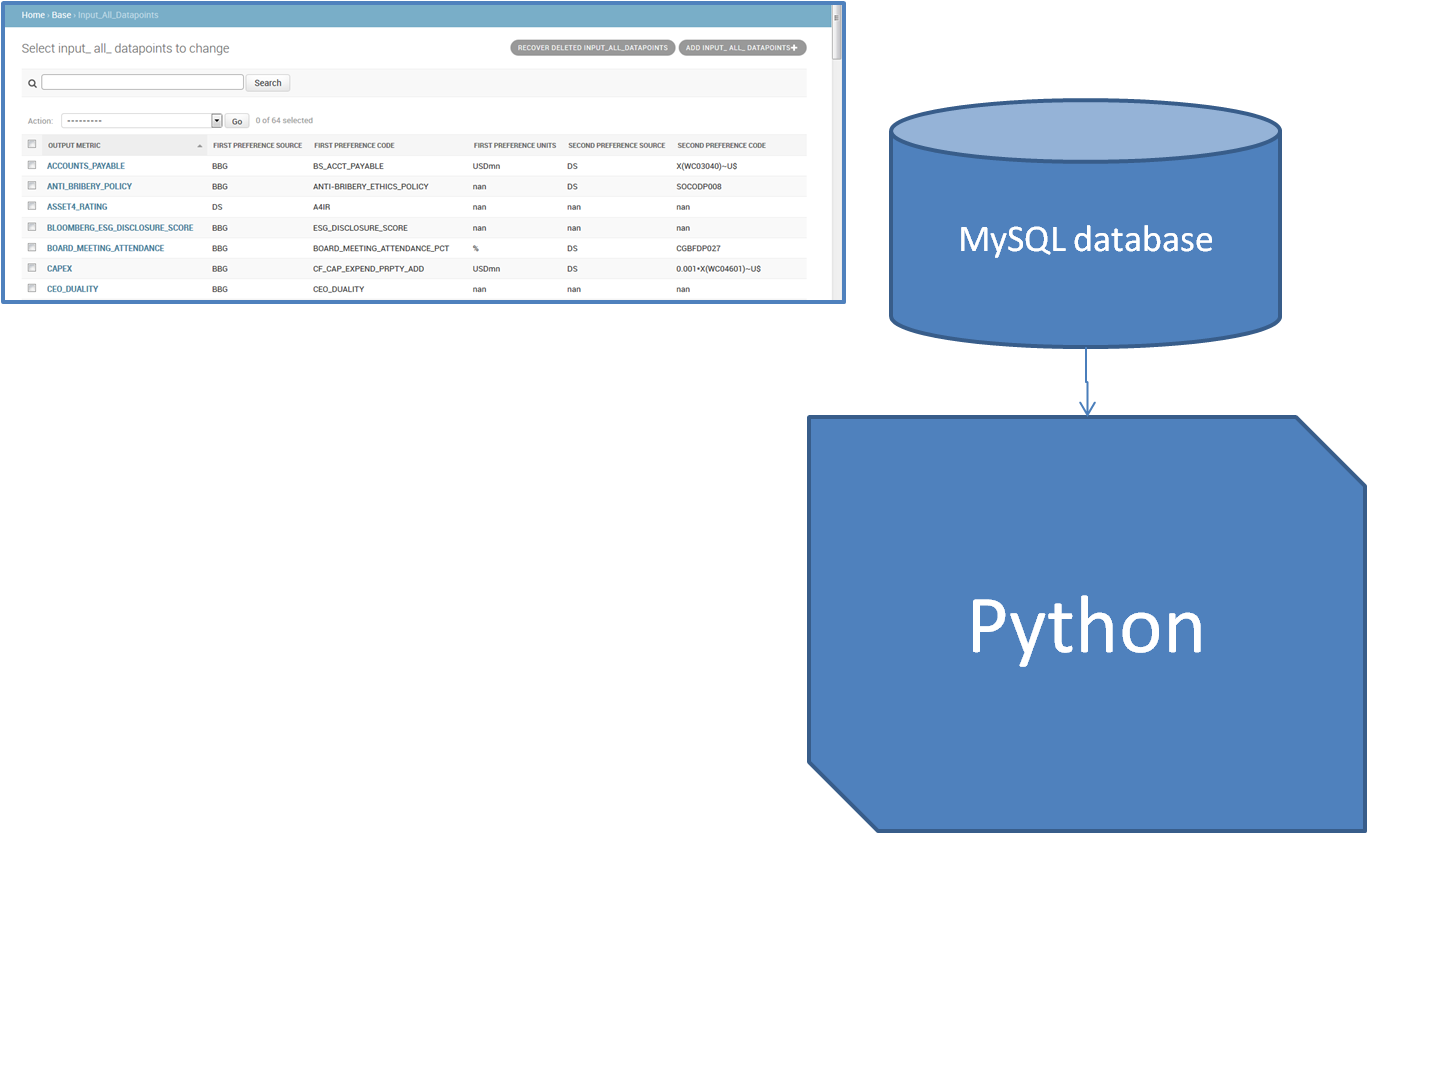 Home › Base › Input_All_Datapoints
Select input_ all_ datapoints to change
RECOVER DELETED INPUT_ALL_DATAPOINTS ADD INPUT_ ALL_ DATAPOINTS+
Search
Action: --------- Go 0 of 64 selected
OUTPUT METRIC FIRST PREFERENCE SOURCE FIRST PREFERENCE CODE FIRST PREFERENCE UNITS SECOND PREFERENCE SOURCE SECOND PREFERENCE CODE
ACCOUNTS_PAYABLE BBG BS_ACCT_PAYABLE USDmn DS X(WC03040)~U$
ANTI_BRIBERY_POLICY BBG ANTI-BRIBERY_ETHICS_POLICY nan DS SOCODP008
ASSET4_RATING DS A4IR nan nan nan
BLOOMBERG_ESG_DISCLOSURE_SCORE BBG ESG_DISCLOSURE_SCORE nan nan nan
BOARD_MEETING_ATTENDANCE BBG BOARD_MEETING_ATTENDANCE_PCT % DS CGBFDP027
CAPEX BBG CF_CAP_EXPEND_PRPTY_ADD USDmn DS 0.001*X(WC04601)~U$
CEO_DUALITY BBG CEO_DUALITY nan nan nan
MySQL database
Python